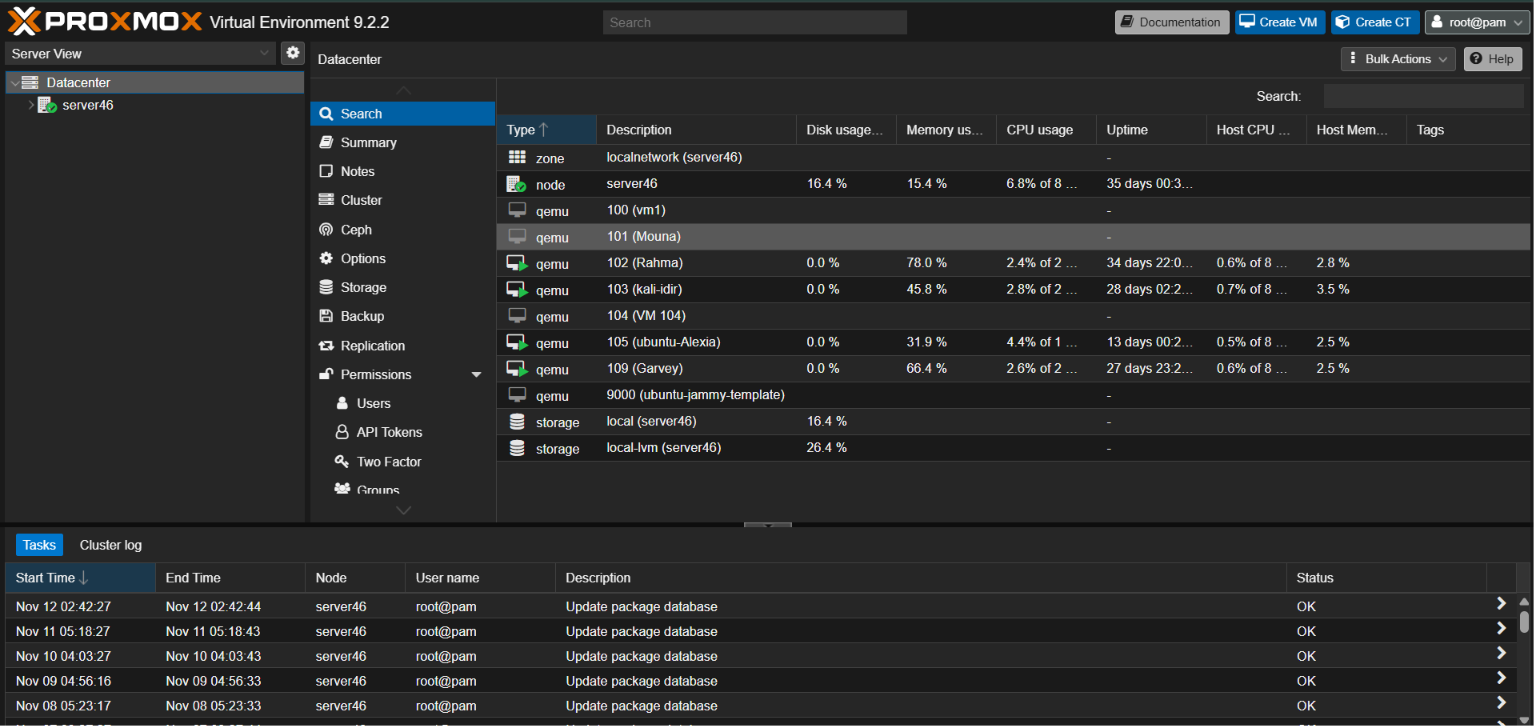 PROXMOX Virtual Environment 9.2.2 Search Documentation Create VM Create CT root@pam
Server View
Datacenter
server46
Datacenter Bulk Actions Help
Search
Summary
Notes
Cluster
Ceph
Options
Storage
Backup
Replication
Permissions
Users
API Tokens
Two Factor
Groups
Search:
Type Description Disk usage... Memory us... CPU usage Uptime Host CPU ... Host Mem... Tags
zone localnetwork (server46) -
node server46 16.4 % 15.4 % 6.8% of 8 ... 35 days 00:3...
qemu 100 (vm1) -
qemu 101 (Mouna) -
qemu 102 (Rahma) 0.0 % 78.0 % 2.4% of 2 ... 34 days 22:0... 0.6% of 8 ... 2.8 %
qemu 103 (kali-idir) 0.0 % 45.8 % 2.8% of 2 ... 28 days 02:2... 0.7% of 8 ... 3.5 %
qemu 104 (VM 104) -
qemu 105 (ubuntu-Alexia) 0.0 % 31.9 % 4.4% of 1 ... 13 days 00:2... 0.5% of 8 ... 2.5 %
qemu 109 (Garvey) 0.0 % 66.4 % 2.6% of 2 ... 27 days 23:2... 0.6% of 8 ... 2.5 %
qemu 9000 (ubuntu-jammy-template) -
storage local (server46) 16.4 % -
storage local-lvm (server46) 26.4 % -
Tasks Cluster log
Start Time End Time Node User name Description Status
Nov 12 02:42:27 Nov 12 02:42:44 server46 root@pam Update package database OK
Nov 11 05:18:27 Nov 11 05:18:43 server46 root@pam Update package database OK
Nov 10 04:03:27 Nov 10 04:03:43 server46 root@pam Update package database OK
Nov 09 04:56:16 Nov 09 04:56:33 server46 root@pam Update package database OK
Nov 08 05:23:17 Nov 08 05:23:33 server46 root@pam Update package database OK